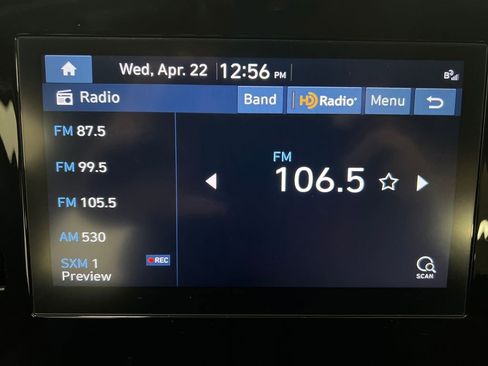 Wed, Apr. 22 12:56 PM
Radio Band HD Radio Menu
FM 87.5
FM 99.5
FM 105.5
AM 530
SXM 1 REC
Preview
FM
106.5
SCAN